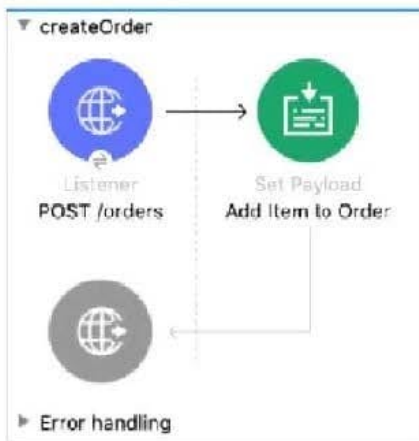 createOrder
Listener
Set Payload
POST /orders
Add Item to Order
Error handling